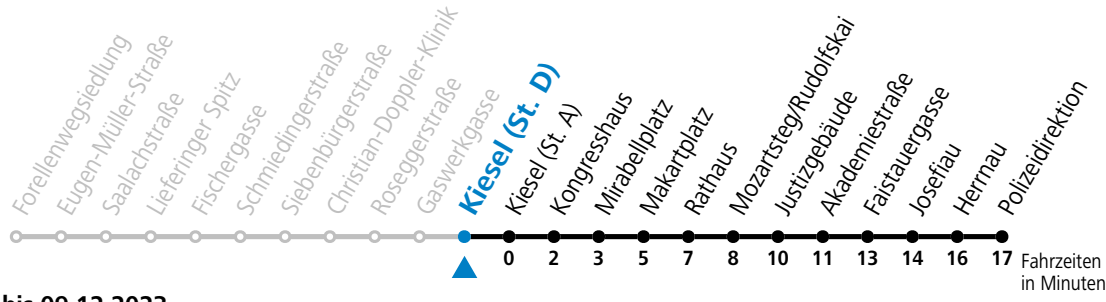 Forellenwegsiedlung
Eugen-Müller-Straße
Saalachstraße
Lieferinger Spitz
Fischergasse
Schmiedingerstraße
Siebenbürgerstraße
Christian-Doppler-Klinik
Roseggerstraße
Gaswerkgasse
Kiesel (St. D)
Kiesel (St. A)
Kongresshaus
Mirabellplatz
Makartplatz
Rathaus
Mozartsteg/Rudolfskai
Justizgebäude
Akademiestraße
Faistauergasse
Josefiau
Herrnau
Polizeidirektion
0 2 3 5 7 8 10 11 13 14 16 17 Fahrzeiten
in Minuten
bis 09.12.2023